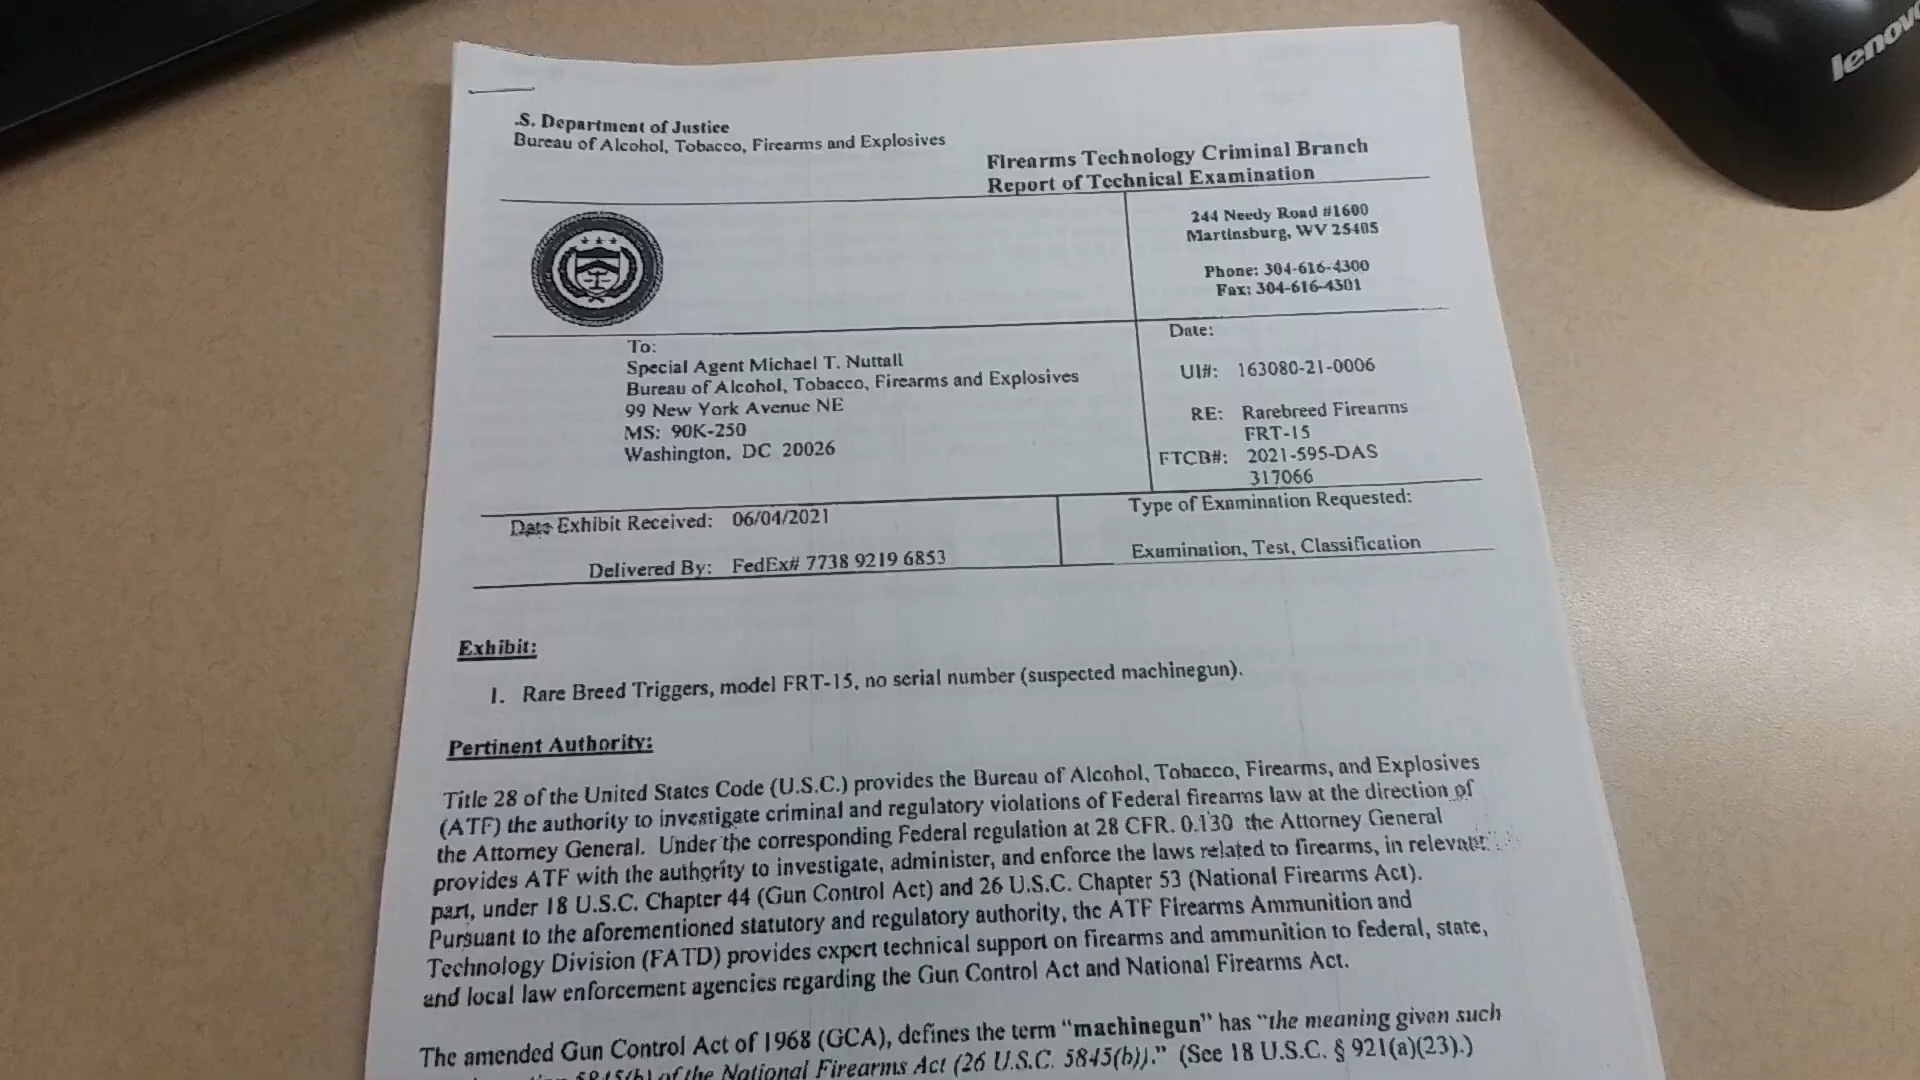 .S. Department of Justice
Bureau of Alcohol, Tobacco, Firearms and Explosives
Firearms Technology Criminal Branch
Report of Technical Examination
244 Needy Road #1600
Martinsburg, WV 25405
Phone: 304-616-4300
Fax: 304-616-4301
To:
Special Agent Michael T. Nuttall
Bureau of Alcohol, Tobacco, Firearms and Explosives
99 New York Avenue NE
MS: 90K-250
Washington, DC 20026
Date:
UI#: 163080-21-0006
RE: Rarebreed Firearms
FRT-15
FTCB#: 2021-595-DAS
317066
Date Exhibit Received: 06/04/2021
Delivered By: FedEx# 7738 9219 6853
Type of Examination Requested:
Examination, Test, Classification
Exhibit:
1. Rare Breed Triggers, model FRT-15, no serial number (suspected machinegun).
Pertinent Authority:
Title 28 of the United States Code (U.S.C.) provides the Bureau of Alcohol, Tobacco, Firearms, and Explosives
(ATF) the authority to investigate criminal and regulatory violations of Federal firearms law at the direction of
the Attorney General. Under the corresponding Federal regulation at 28 CFR. 0.130 the Attorney General
provides ATF with the authority to investigate, administer, and enforce the laws related to firearms, in relevant
part, under 18 U.S.C. Chapter 44 (Gun Control Act) and 26 U.S.C. Chapter 53 (National Firearms Act).
Pursuant to the aforementioned statutory and regulatory authority, the ATF Firearms Ammunition and
Technology Division (FATD) provides expert technical support on firearms and ammunition to federal, state,
and local law enforcement agencies regarding the Gun Control Act and National Firearms Act.
The amended Gun Control Act of 1968 (GCA), defines the term “machinegun” has “the meaning given such
5845(b) of the National Firearms Act (26 U.S.C. 5845(b)).” (See 18 U.S.C. § 921(a)(23).)
lenovo